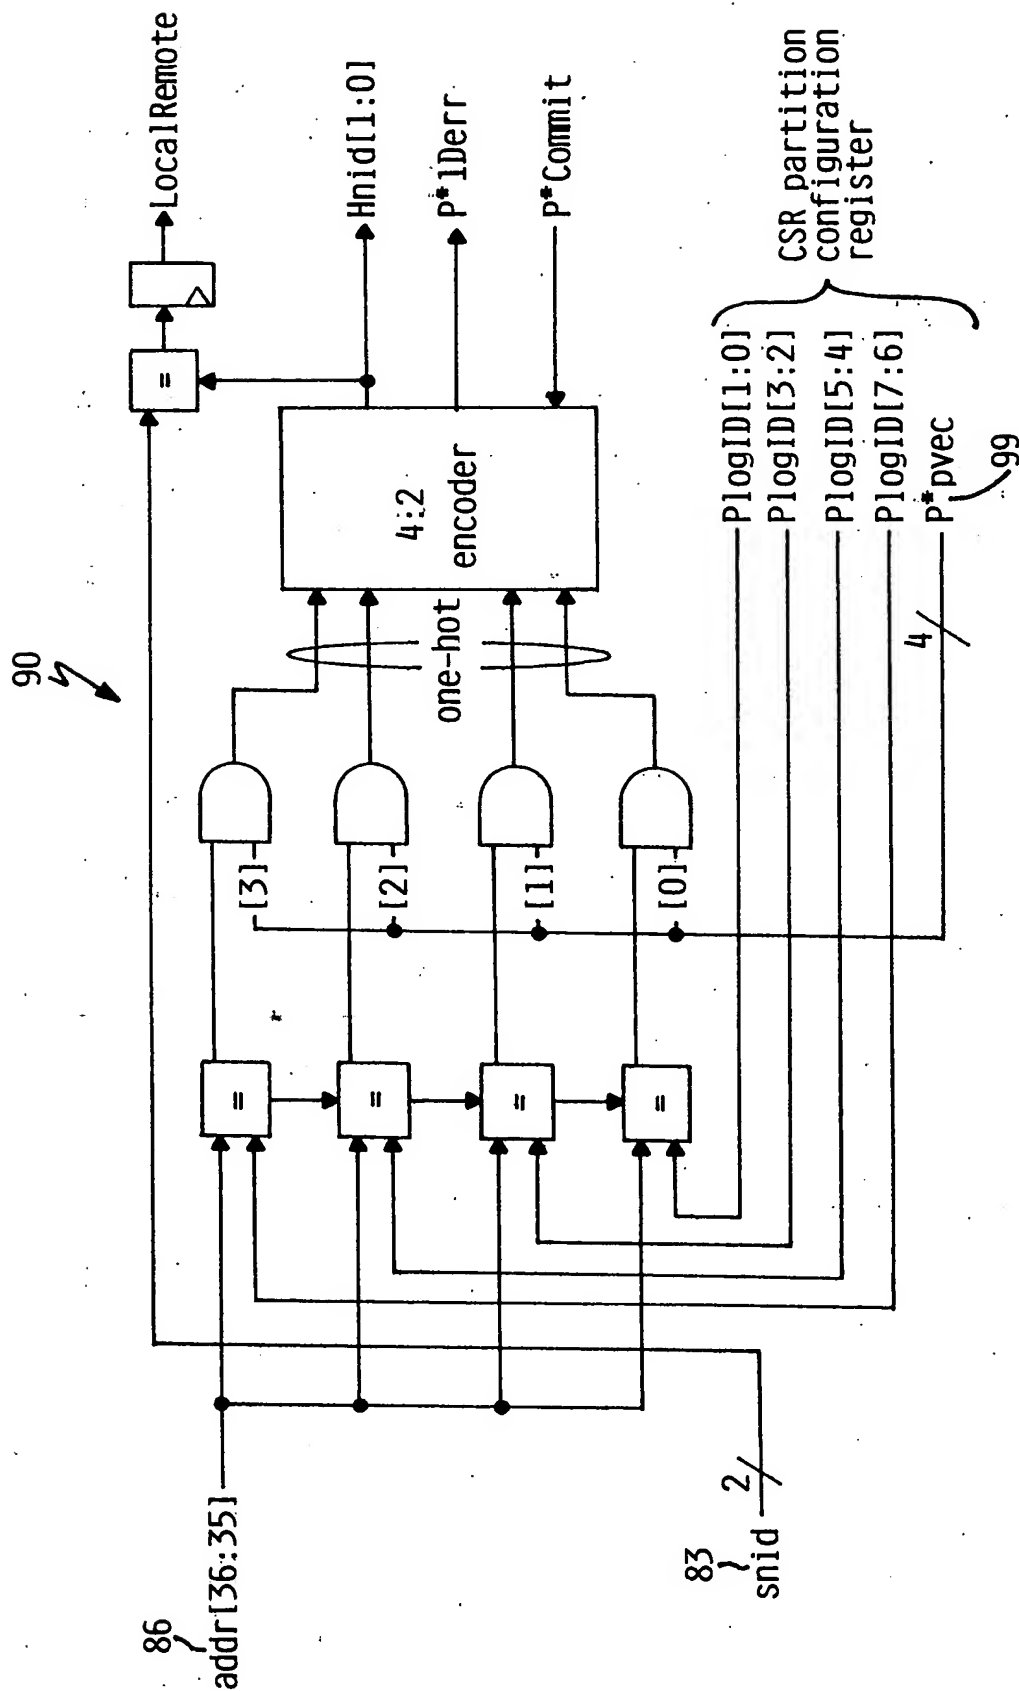 90
LocalRemote
=
Hnid[1:0]
4:2
encoder
P*lDerr
P*Commit
one-hot
[3]
[2]
[1]
[0]
=
=
=
=
86
addr[36:35]
83
snid
2
PlogID[1:0]
PlogID[3:2]
PlogID[5:4]
PlogID[7:6]
P*pvec
99
4
CSR partition
configuration
register